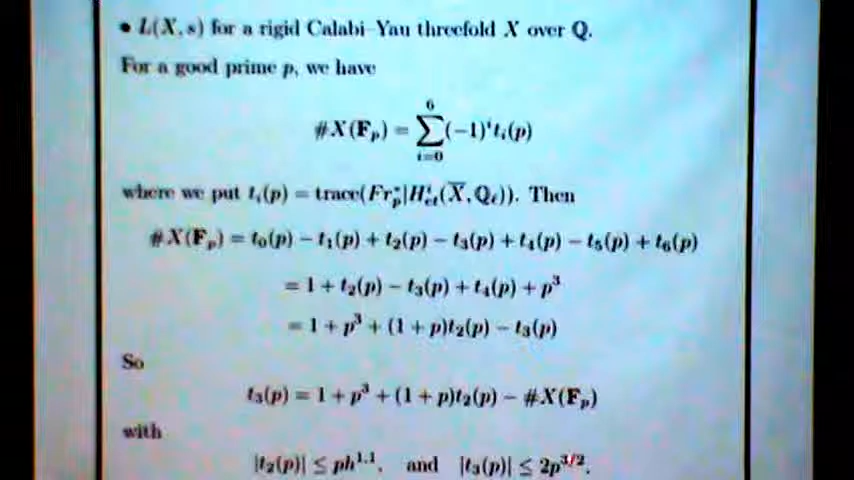 • L(X, s) for a rigid Calabi–Yau threefold X over Q.
For a good prime p, we have
#X(F_p) = ∑_{i=0}^{6} (−1)^i t_i(p)
where we put t_i(p) = trace(Fr_p^*|H_{et}^i(X̅, Q_ℓ)). Then
#X(F_p) = t_0(p) − t_1(p) + t_2(p) − t_3(p) + t_4(p) − t_5(p) + t_6(p)
= 1 + t_2(p) − t_3(p) + t_4(p) + p^3
= 1 + p^3 + (1 + p)t_2(p) − t_3(p)
So
t_3(p) = 1 + p^3 + (1 + p)t_2(p) − #X(F_p)
with
|t_2(p)| ≤ ph^{1.1}, and |t_3(p)| ≤ 2p^{3/2}.